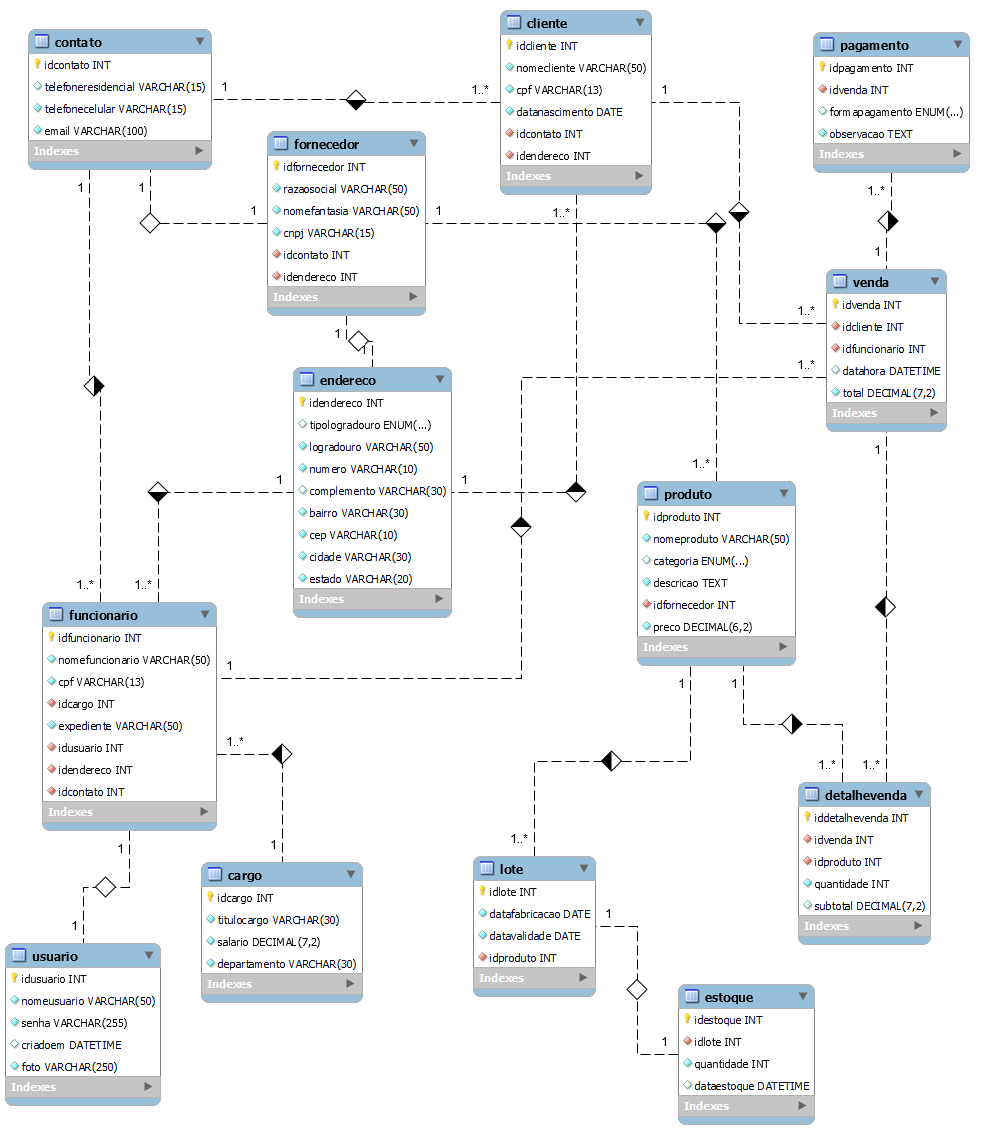 contato
idcontato INT
telefoneresidencial VARCHAR(15)
telefonecelular VARCHAR(15)
email VARCHAR(100)
Indexes
cliente
idcliente INT
nomecliente VARCHAR(50)
cpf VARCHAR(13)
datanascimento DATE
idcontato INT
idendereco INT
Indexes
pagamento
idpagamento INT
idvenda INT
formapagamento ENUM(...)
observacao TEXT
Indexes
fornecedor
idfornecedor INT
razaosocial VARCHAR(50)
nomefantasia VARCHAR(50)
cnpj VARCHAR(15)
idcontato INT
idendereco INT
Indexes
venda
idvenda INT
idcliente INT
idfuncionario INT
datahora DATETIME
total DECIMAL(7,2)
Indexes
endereco
idendereco INT
tipologradouro ENUM(...)
logradouro VARCHAR(50)
numero VARCHAR(10)
complemento VARCHAR(30)
bairro VARCHAR(30)
cep VARCHAR(10)
cidade VARCHAR(30)
estado VARCHAR(20)
Indexes
produto
idproduto INT
nomeproduto VARCHAR(50)
categoria ENUM(...)
descricao TEXT
idfornecedor INT
preco DECIMAL(6,2)
Indexes
funcionario
idfuncionario INT
nomefuncionario VARCHAR(50)
cpf VARCHAR(13)
idcargo INT
expediente VARCHAR(50)
idusuario INT
idendereco INT
idcontato INT
Indexes
detalhevenda
iddetalhevenda INT
idvenda INT
idproduto INT
quantidade INT
subtotal DECIMAL(7,2)
Indexes
cargo
idcargo INT
titulocargo VARCHAR(30)
salario DECIMAL(7,2)
departamento VARCHAR(30)
Indexes
lote
idlote INT
datafabricacao DATE
datavalidade DATE
idproduto INT
Indexes
usuario
idusuario INT
nomeusuario VARCHAR(50)
senha VARCHAR(255)
criadoem DATETIME
foto VARCHAR(250)
Indexes
estoque
idestoque INT
idlote INT
quantidade INT
dataestoque DATETIME
Indexes
1
1..*
1
1..*
1
1
1
1
1..*
1
1..*
1
1
1..*
1..*
1
1
1
1..*
1..*
1..*
1
1
1
1..*
1..*
1..*
1
1..*
1
1
1
1